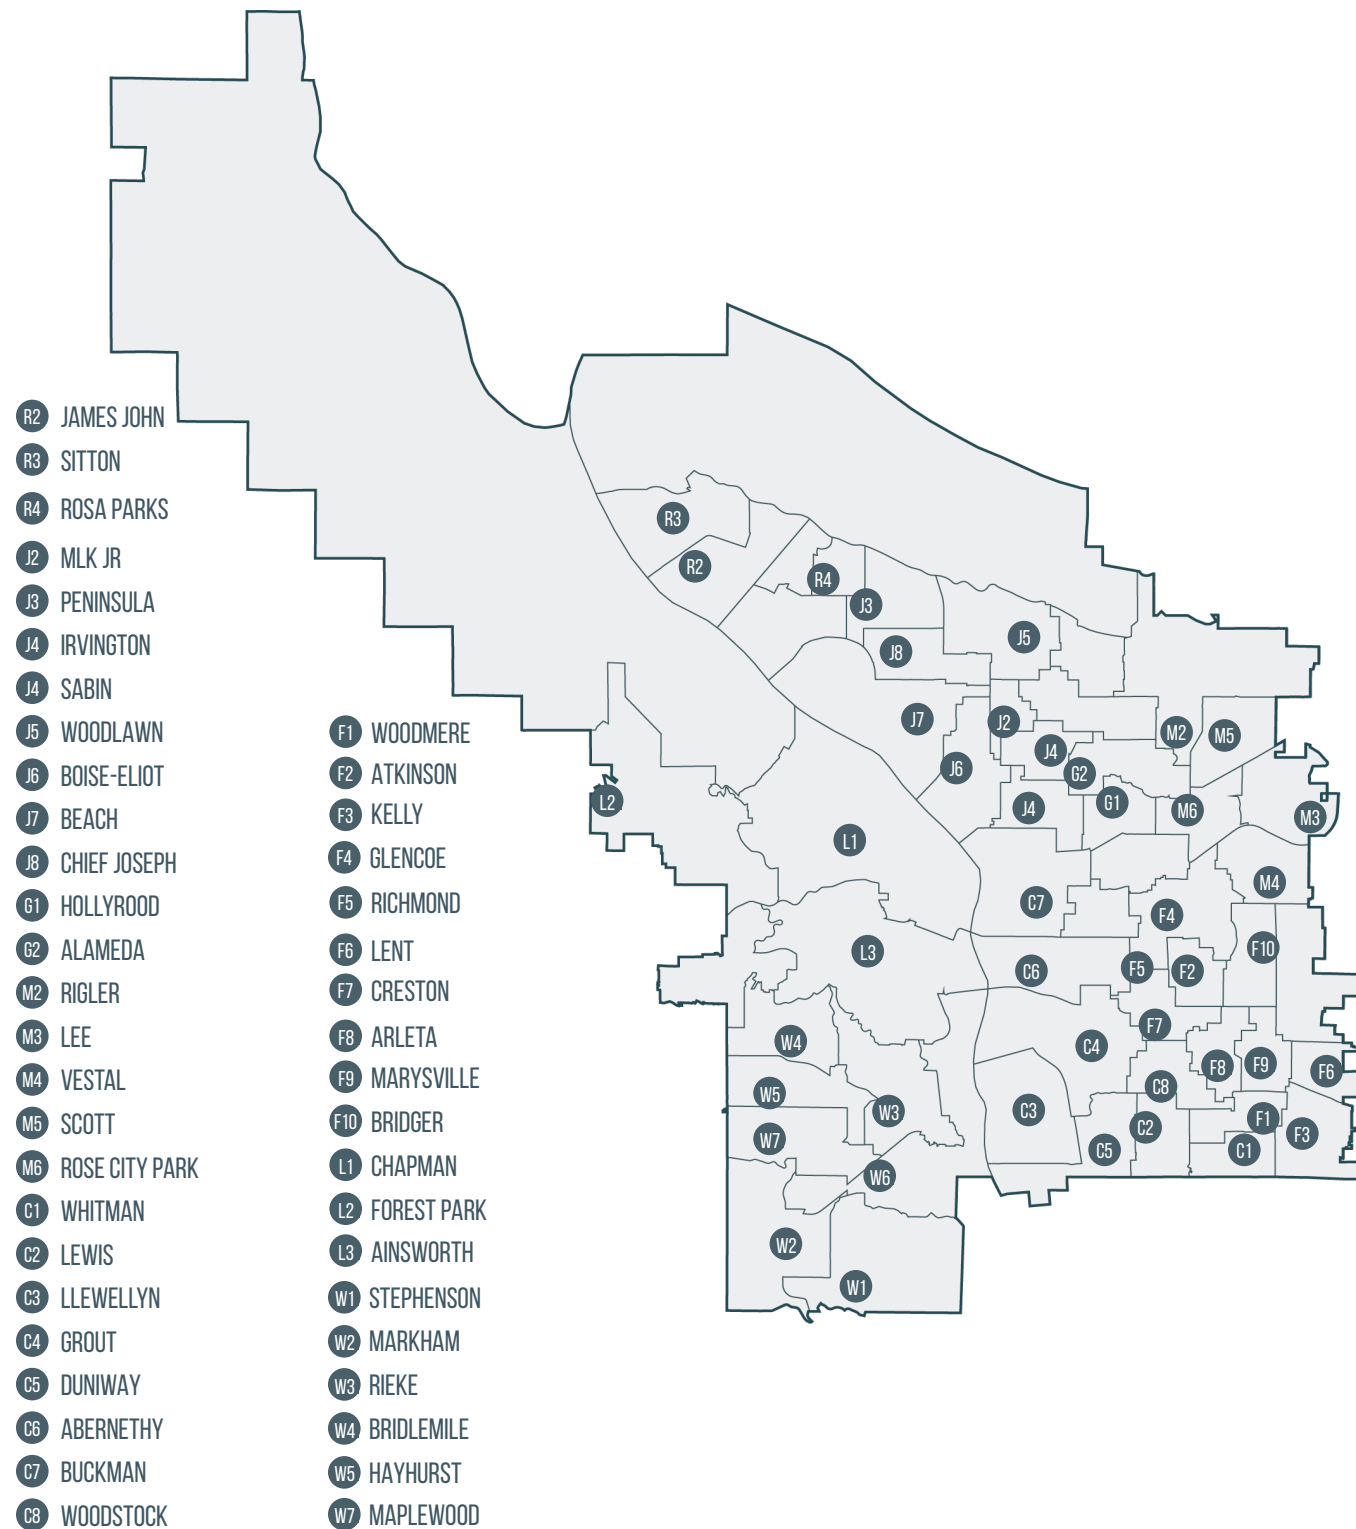 R2 JAMES JOHN
R3 SITTON
R4 ROSA PARKS
J2 MLK JR
J3 PENINSULA
J4 IRVINGTON
J4 SABIN
J5 WOODLAWN
J6 BOISE-ELIOT
J7 BEACH
J8 CHIEF JOSEPH
G1 HOLLYROOD
G2 ALAMEDA
M2 RIGLER
M3 LEE
M4 VESTAL
M5 SCOTT
M6 ROSE CITY PARK
C1 WHITMAN
C2 LEWIS
C3 LLEWELLYN
C4 GROUT
C5 DUNIWAY
C6 ABERNETHY
C7 BUCKMAN
C8 WOODSTOCK
F1 WOODMERE
F2 ATKINSON
F3 KELLY
F4 GLENCOE
F5 RICHMOND
F6 LENT
F7 CRESTON
F8 ARLETA
F9 MARYSVILLE
F10 BRIDGER
L1 CHAPMAN
L2 FOREST PARK
L3 AINSWORTH
W1 STEPHENSON
W2 MARKHAM
W3 RIEKE
W4 BRIDLEMILE
W5 HAYHURST
W7 MAPLEWOOD
R3
R2
R4
J3
J5
J8
J7
J2
M2
M5
J4
J6
G2
L2
G1
J4
M6
M3
L1
M4
C7
F4
L3
F10
C6
F5
F2
F7
W4
C4
F8
F9
F6
C8
W5
W3
C3
F1
C2
F3
W7
C5
C1
W6
W2
W1